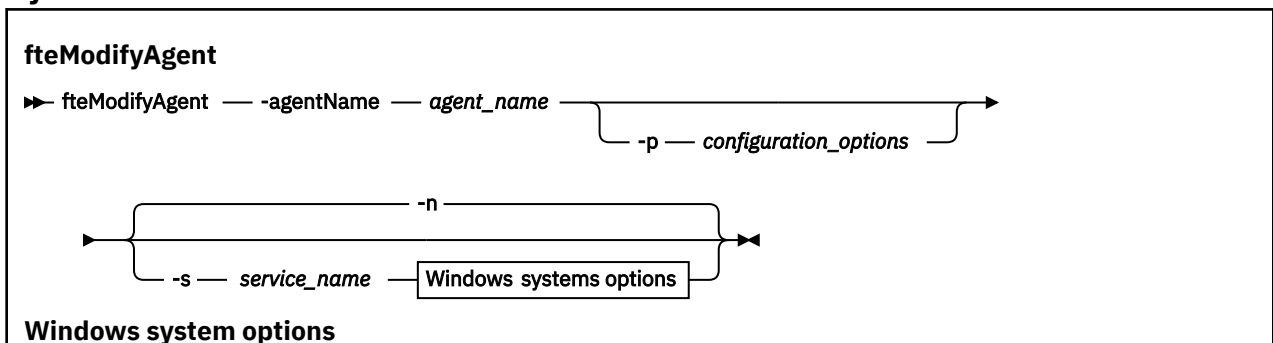 fteModifyAgent
fteModifyAgent -agentName agent_name
-p configuration_options
-n
-s service_name Windows systems options
Windows system options